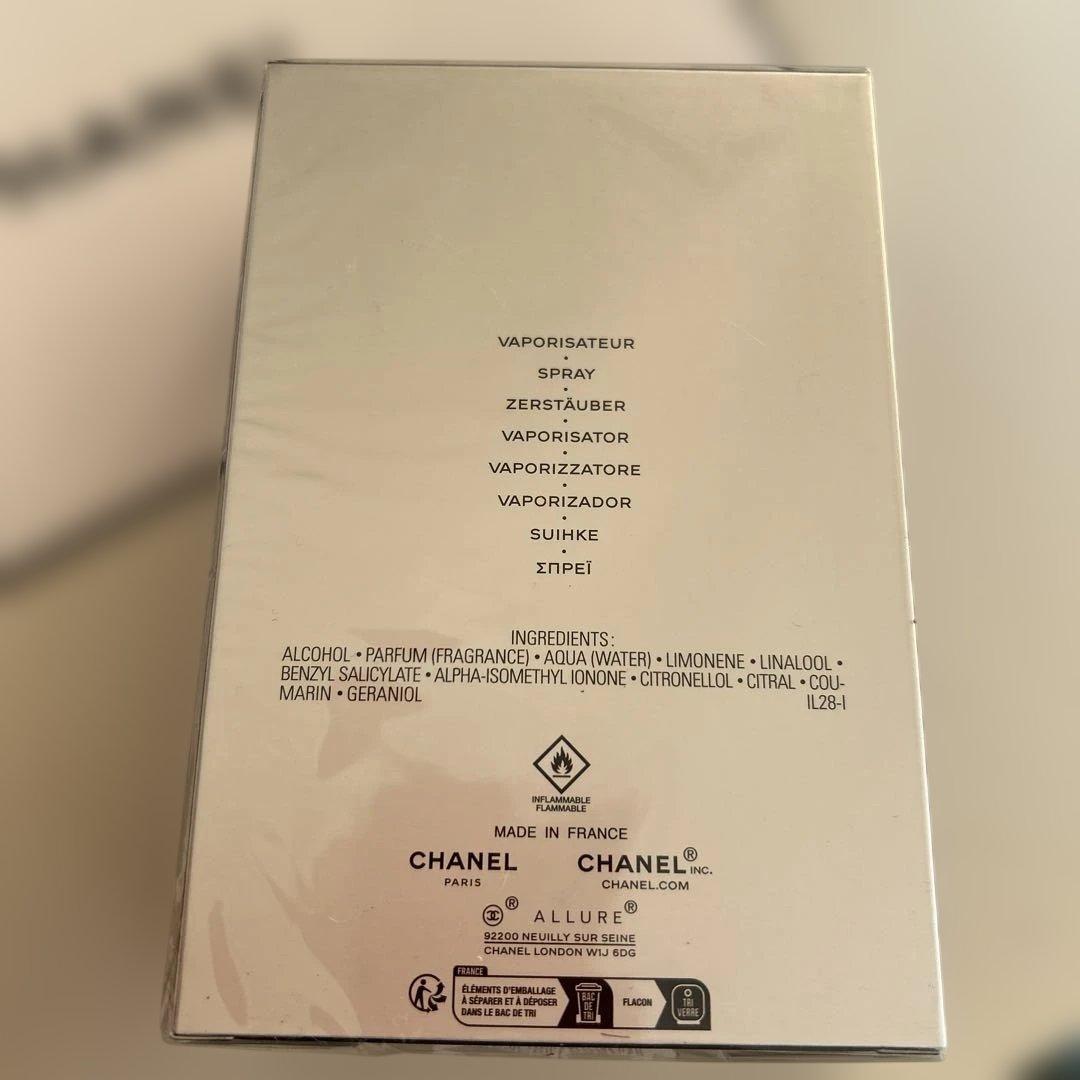 VAPORISATEUR
•
SPRAY
•
ZERSTÄUBER
•
VAPORISATOR
•
VAPORIZZATORE
•
VAPORIZADOR
•
SUIHKE
•
ΣΠΡΕΪ
INGREDIENTS:
ALCOHOL • PARFUM (FRAGRANCE) • AQUA (WATER) • LIMONENE • LINALOOL •
BENZYL SALICYLATE • ALPHA-ISOMETHYL IONONE • CITRONELLOL • CITRAL • COU-
MARIN • GERANIOL IL28-I
INFLAMMABLE
FLAMMABLE
MADE IN FRANCE
CHANEL CHANEL® INC.
PARIS CHANEL.COM
® ALLURE®
92200 NEUILLY SUR SEINE
CHANEL LONDON W1J 6DG
FRANCE
ÉLÉMENTS D'EMBALLAGE
À SÉPARER ET À DÉPOSER
DANS LE BAC DE TRI
BAC
DE
TRI
FLACON
TRI
VERRE